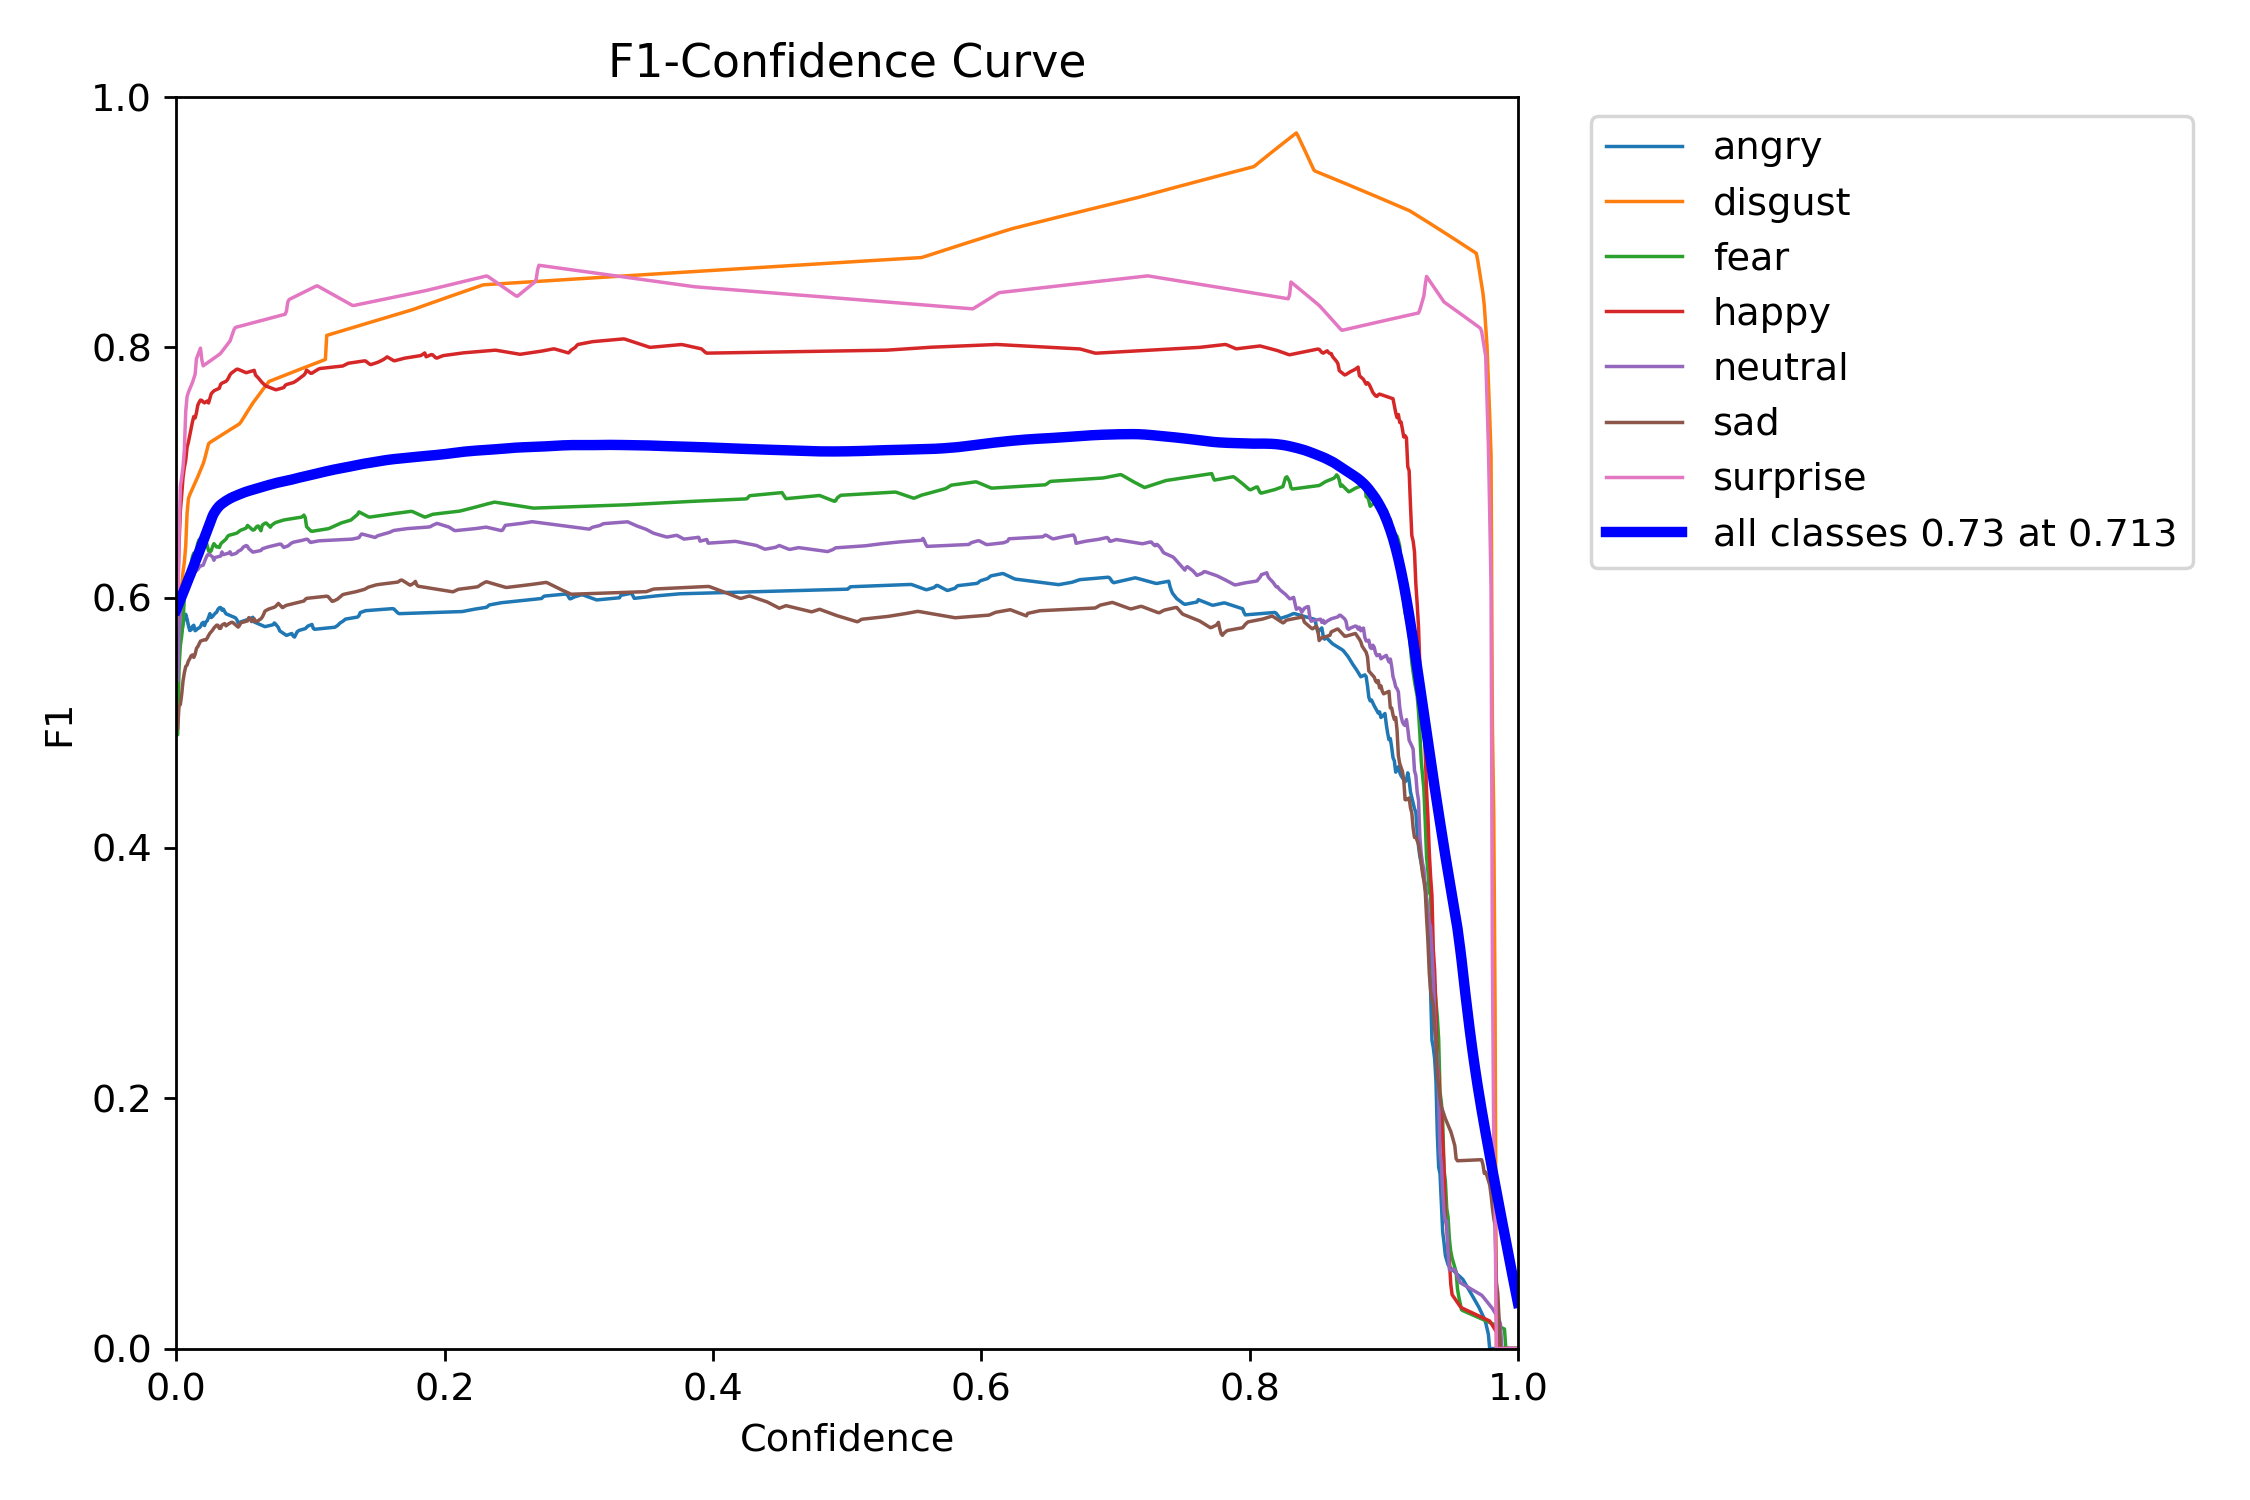 F1-Confidence Curve
1.0
0.8
0.6
0.4
0.2
0.0
F1
0.0 0.2 0.4 0.6 0.8 1.0
Confidence
angry
disgust
fear
happy
neutral
sad
surprise
all classes 0.73 at 0.713